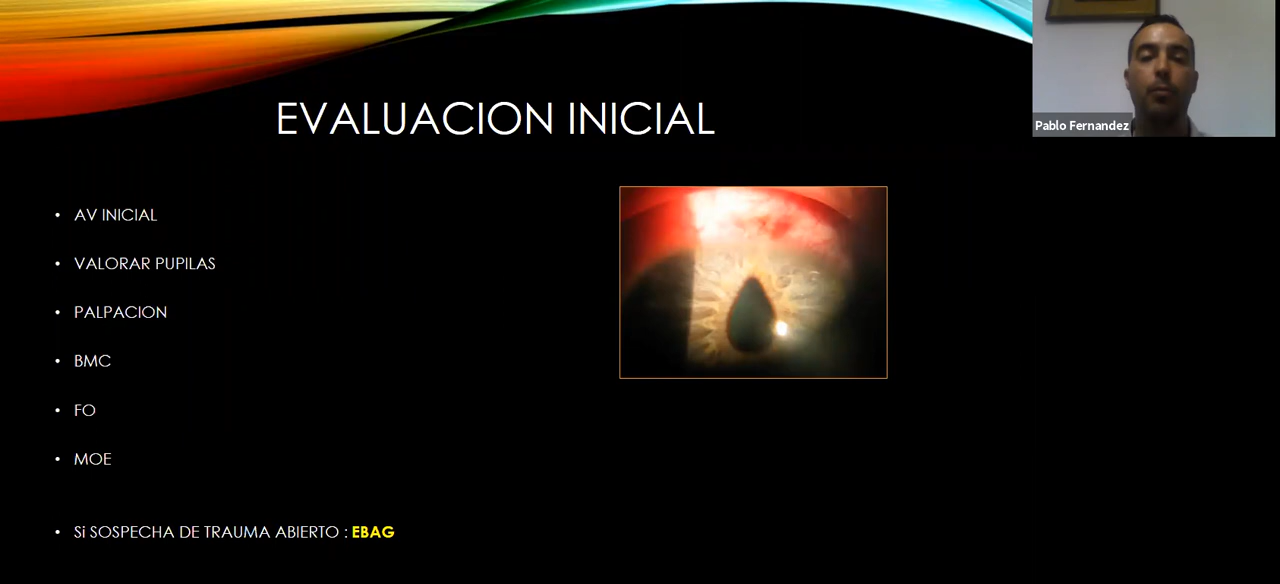 EVALUACION INICIAL
Pablo Fernandez
• AV INICIAL
• VALORAR PUPILAS
• PALPACION
• BMC
• FO
• MOE
• Si SOSPECHA DE TRAUMA ABIERTO : EBAG